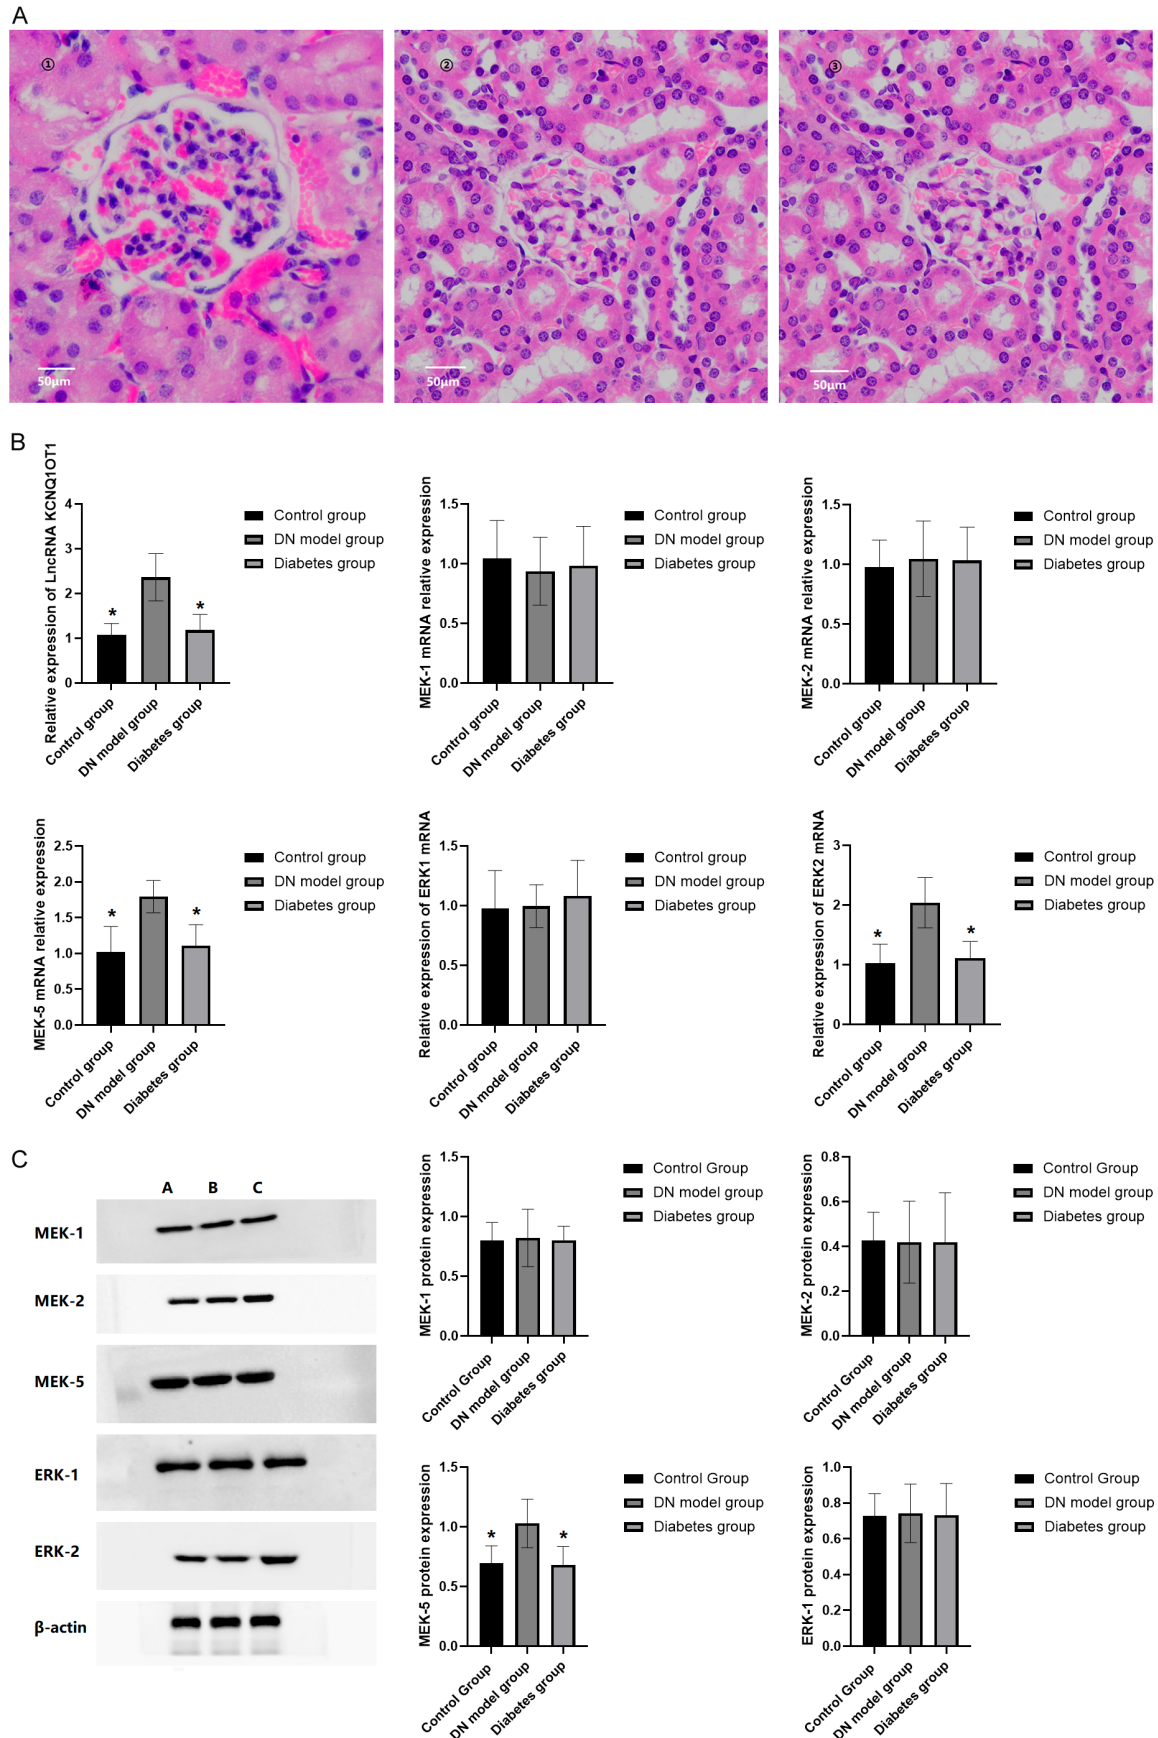 A
① ② ③
50μm 50μm 50μm
B
Relative expression of LncRNA KCNQ1OT1
4
3
2
1
0
* *
Control group
DN model group
Diabetes group
Control group
DN model group
Diabetes group
MEK-1 mRNA relative expression
1.5
1.0
0.5
0.0
Control group
DN model group
Diabetes group
Control group
DN model group
Diabetes group
MEK-2 mRNA relative expression
1.5
1.0
0.5
0.0
Control group
DN model group
Diabetes group
Control group
DN model group
Diabetes group
MEK-5 mRNA relative expression
2.5
2.0
1.5
1.0
0.5
0.0
* *
Control group
DN model group
Diabetes group
Control group
DN model group
Diabetes group
Relative expression of ERK1 mRNA
1.5
1.0
0.5
0.0
Control group
DN model group
Diabetes group
Control group
DN model group
Diabetes group
Relative expression of ERK2 mRNA
3
2
1
0
* *
Control group
DN model group
Diabetes group
Control group
DN model group
Diabetes group
C
A B C
MEK-1
MEK-2
MEK-5
ERK-1
ERK-2
β-actin
MEK-1 protein expression
1.5
1.0
0.5
0.0
Control Group
DN model group
Diabetes group
Control Group
DN model group
Diabetes group
MEK-2 protein expression
0.8
0.6
0.4
0.2
0.0
Control Group
DN model group
Diabetes group
Control Group
DN model group
Diabetes group
MEK-5 protein expression
1.5
1.0
0.5
0.0
* *
Control Group
DN model group
Diabetes group
Control Group
DN model group
Diabetes group
ERK-1 protein expression
1.0
0.8
0.6
0.4
0.2
0.0
Control Group
DN model group
Diabetes group
Control Group
DN model group
Diabetes group